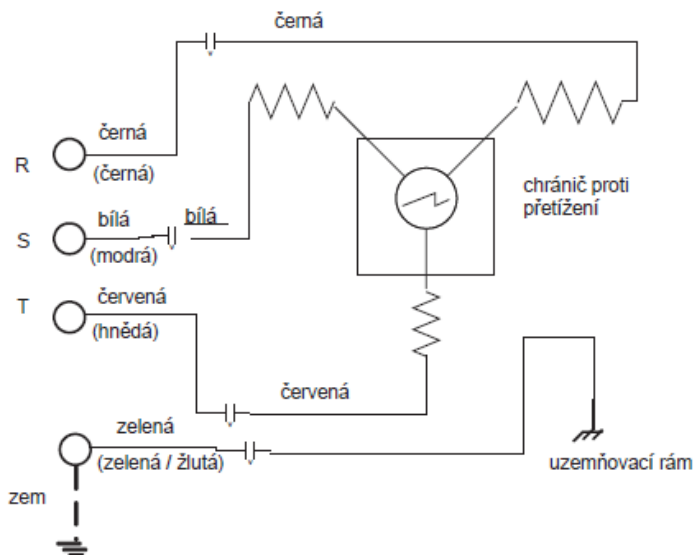 černá
černá
R
(černá)
chránič proti
přetížení
bílá
bílá
S
(modrá)
T
červená
(hnědá)
červená
zelená
(zelená / žlutá)
uzemňovací rám
zem